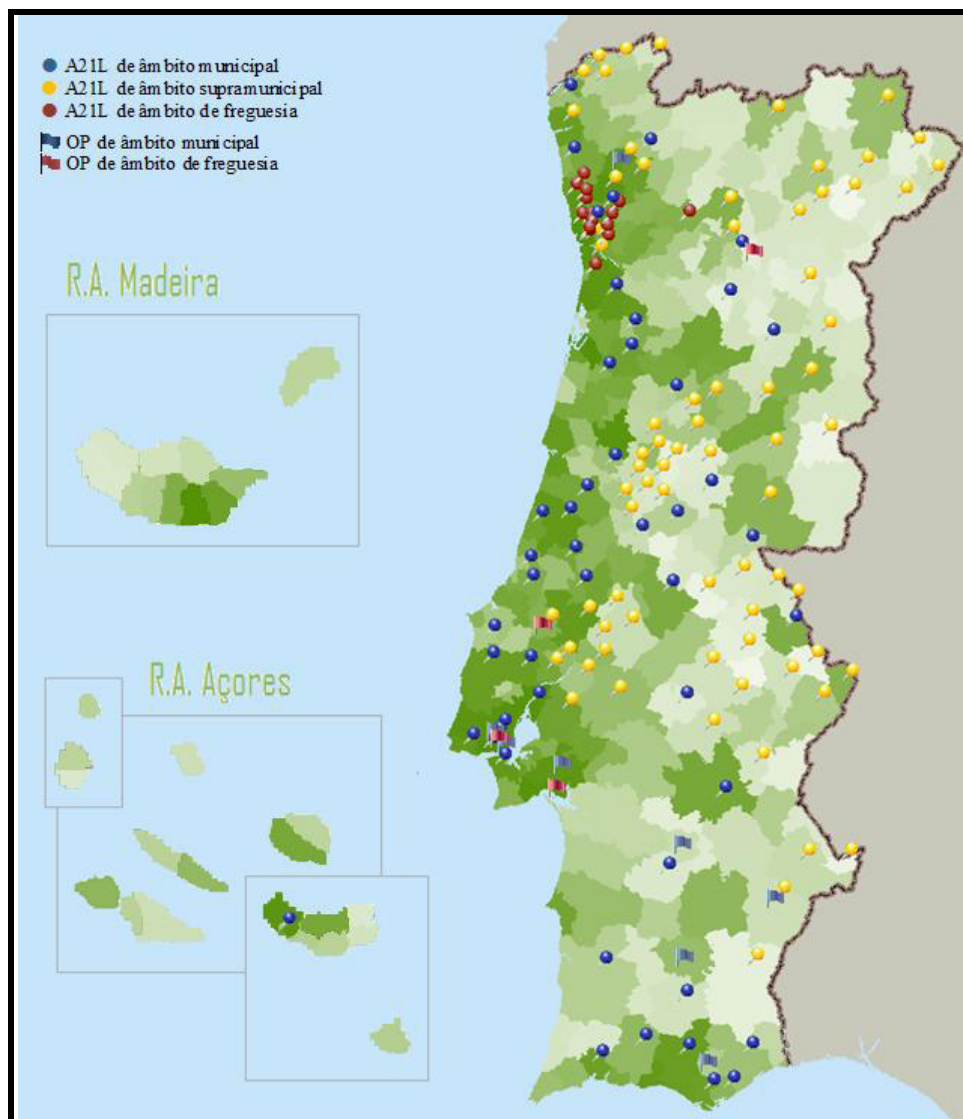 A21L de âmbito municipal
A21L de âmbito supramunicipal
A21L de âmbito de freguesia
OP de âmbito municipal
OP de âmbito de freguesia
R.A. Madeira
R.A. Açores